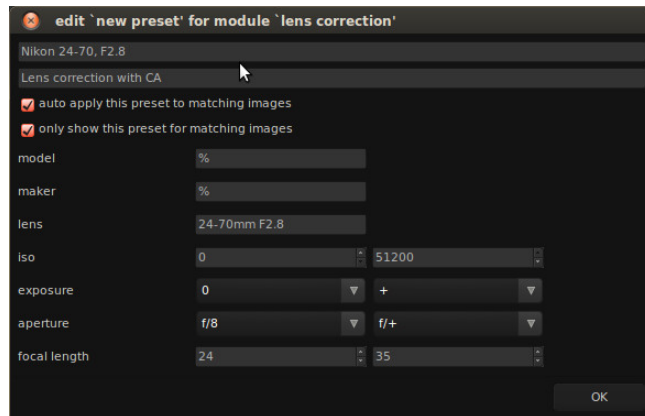 edit `new preset' for module `lens correction'
Nikon 24-70, F2.8
Lens correction with CA
auto apply this preset to matching images
only show this preset for matching images
model %
maker %
lens 24-70mm F2.8
iso 0 51200
exposure 0 +
aperture f/8 f/+
focal length 24 35
OK